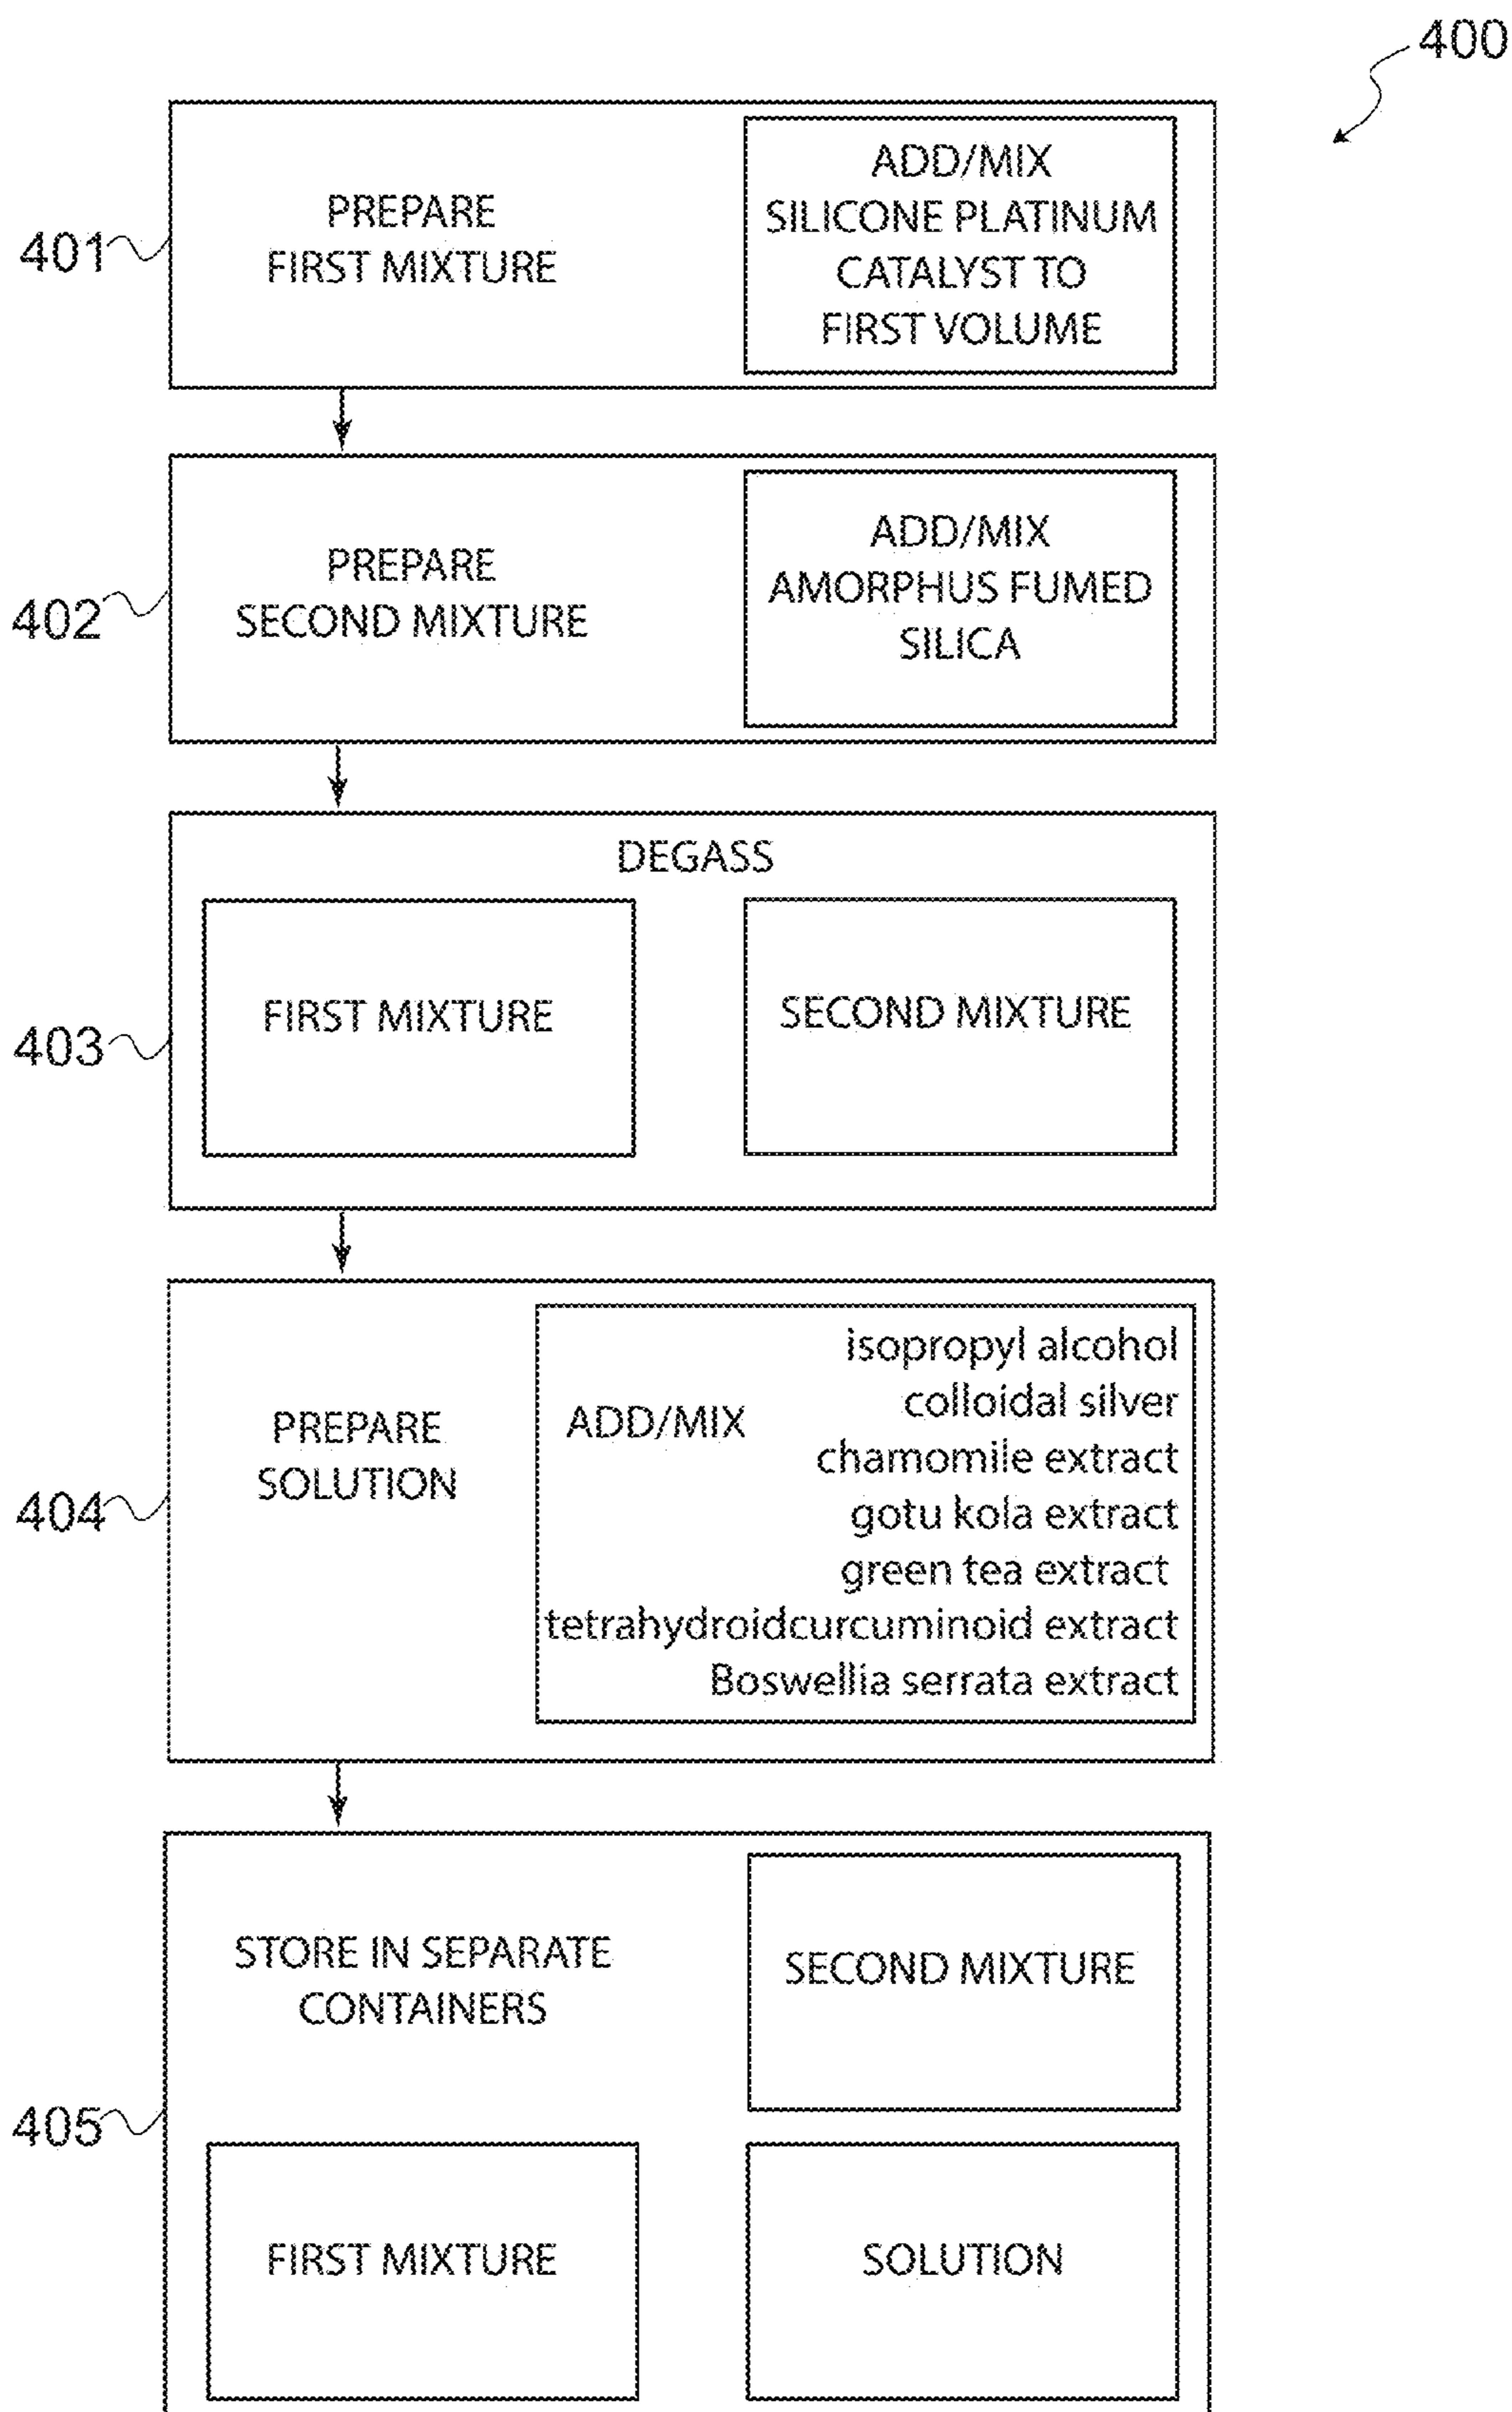 400
401
PREPARE
FIRST MIXTURE
ADD/MIX
SILICONE PLATINUM
CATALYST TO
FIRST VOLUME
402
PREPARE
SECOND MIXTURE
ADD/MIX
AMORPHUS FUMED
SILICA
403
DEGASS
FIRST MIXTURE
SECOND MIXTURE
404
PREPARE
SOLUTION
ADD/MIX
isopropyl alcohol
colloidal silver
chamomile extract
gotu kola extract
green tea extract
tetrahydroidcurcuminoid extract
Boswellia serrata extract
405
STORE IN SEPARATE
CONTAINERS
SECOND MIXTURE
FIRST MIXTURE
SOLUTION